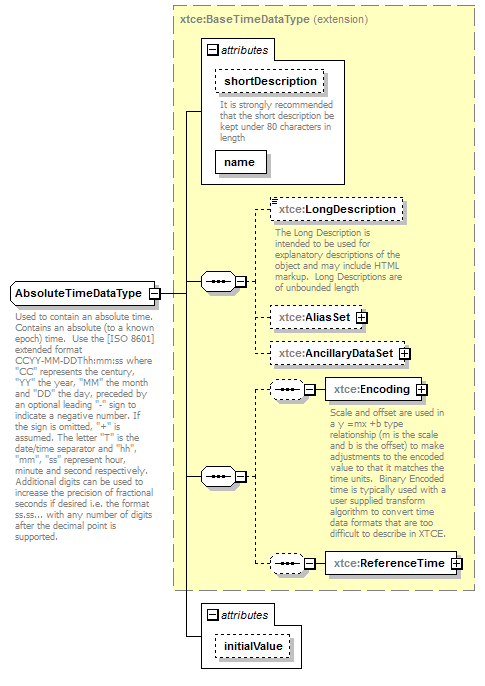 xtce:BaseTimeDataType (extension)
attributes
shortDescription
It is strongly recommended
that the short description be
kept under 80 characters in
length
name
xtce:LongDescription
The Long Description is
intended to be used for
explanatory descriptions of the
object and may include HTML
markup.  Long Descriptions are
of unbounded length
AbsoluteTimeDataType
Used to contain an absolute time.
Contains an absolute (to a known
epoch) time.  Use the [ISO 8601]
extended format
CCYY-MM-DDThh:mm:ss where
"CC" represents the century,
"YY" the year, "MM" the month
and "DD" the day, preceded by
an optional leading "-" sign to
indicate a negative number. If
the sign is omitted, "+" is
assumed. The letter "T" is the
date/time separator and "hh",
"mm", "ss" represent hour,
minute and second respectively.
Additional digits can be used to
increase the precision of fractional
seconds if desired i.e. the format
ss.ss... with any number of digits
after the decimal point is
supported.
xtce:AliasSet
xtce:AncillaryDataSet
xtce:Encoding
Scale and offset are used in
a y =mx +b type
relationship (m is the scale
and b is the offset) to make
adjustments to the encoded
value to that it matches the
time units.  Binary Encoded
time is typically used with a
user supplied transform
algorithm to convert time
data formats that are too
difficult to describe in XTCE.
xtce:ReferenceTime
attributes
initialValue